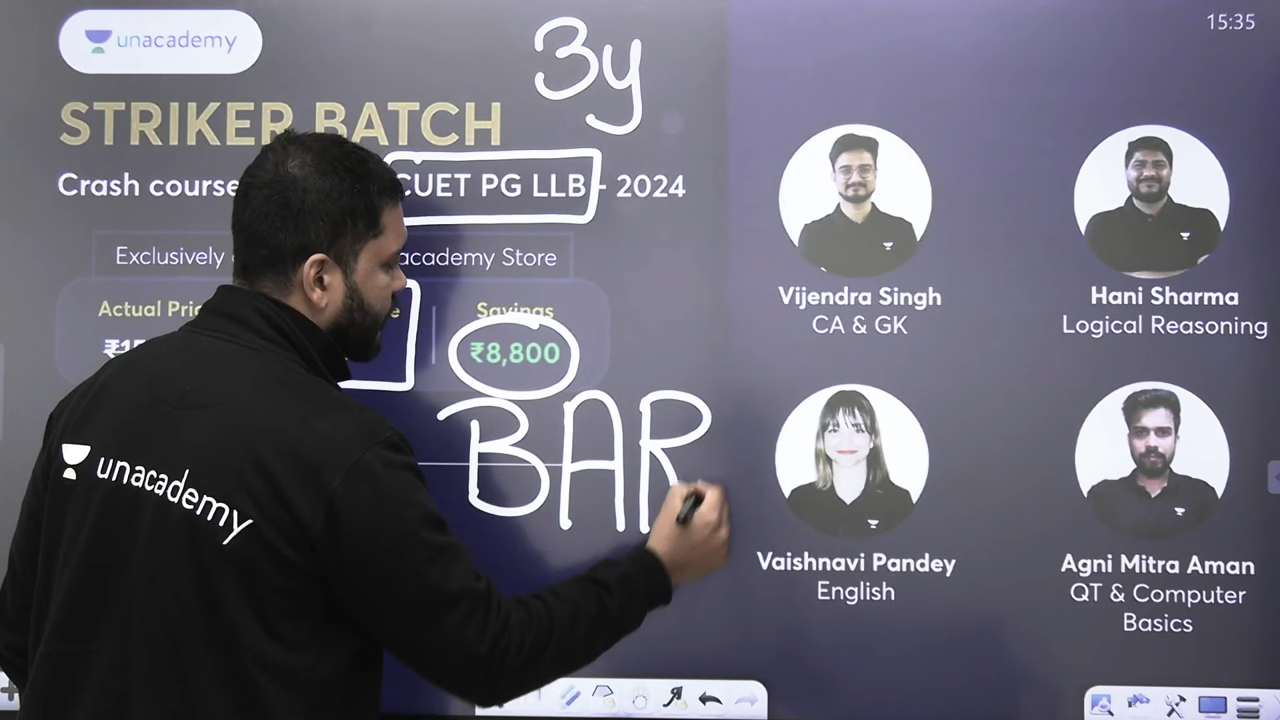 unacademy
3y
15:35
STRIKER BATCH
Crash course CUET PG LLB - 2024
Exclusively academy Store
Actual Savings
₹8,800
BAR
unacademy
Vijendra Singh
CA & GK
Hani Sharma
Logical Reasoning
Vaishnavi Pandey
English
Agni Mitra Aman
QT & Computer
Basics